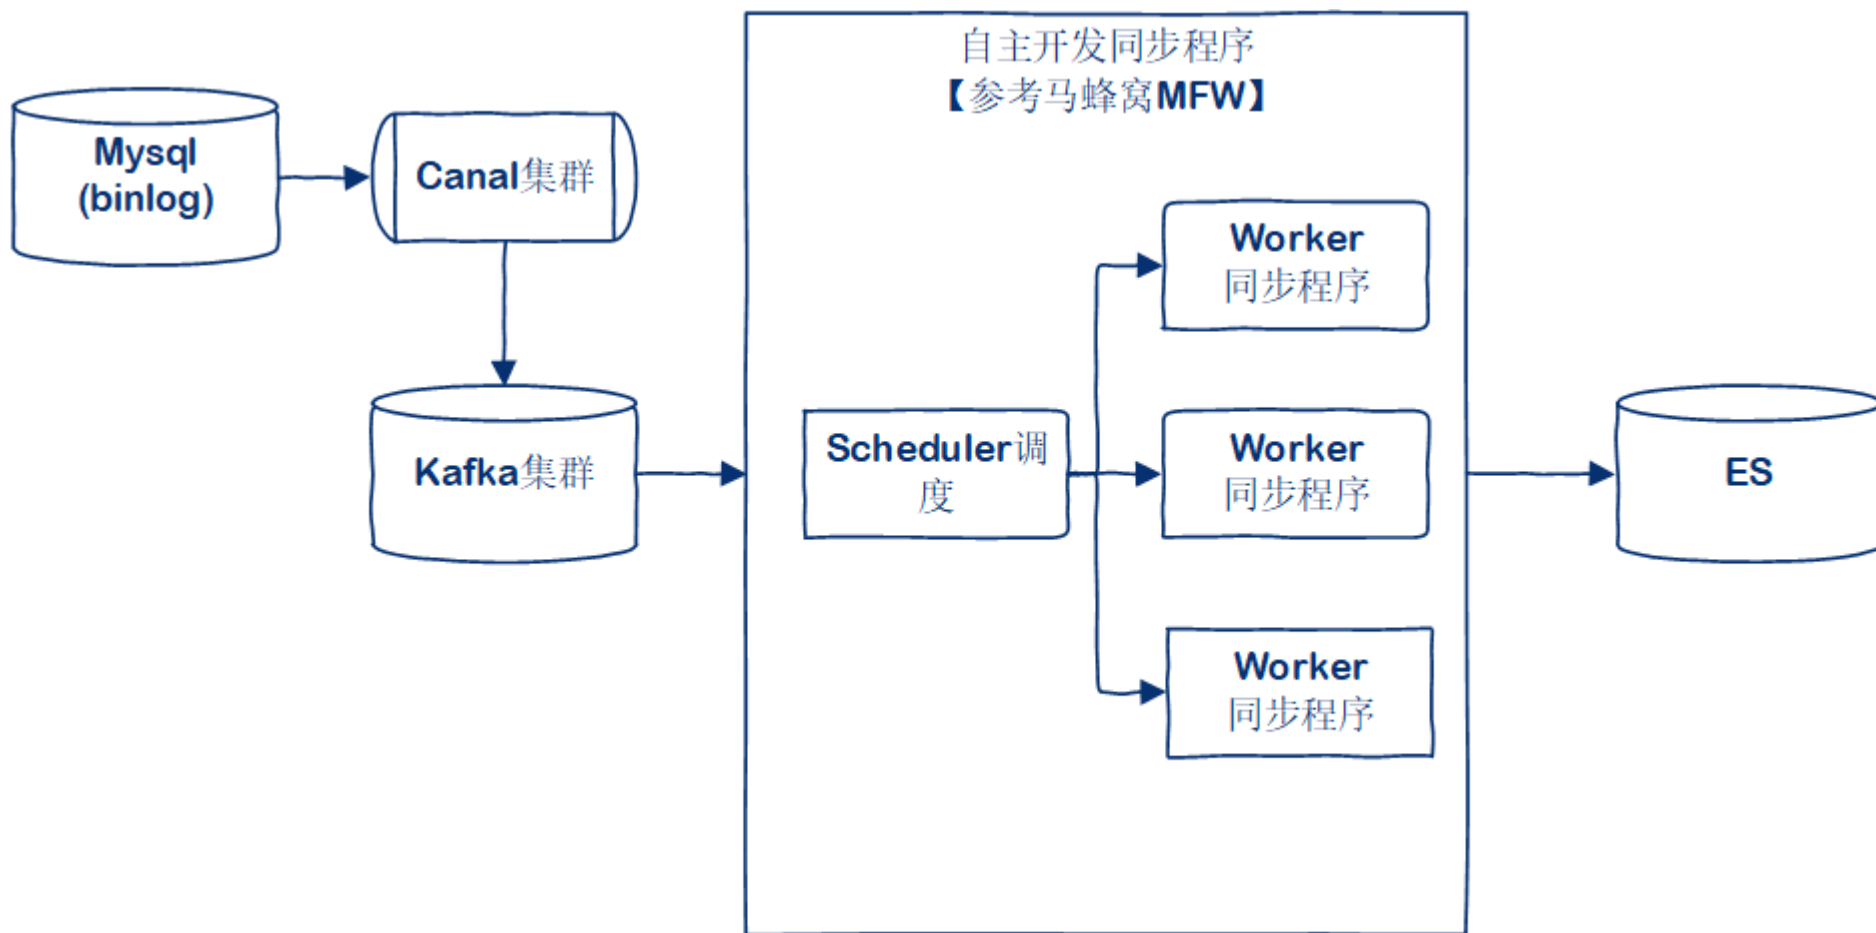 自主开发同步程序
【参考马蜂窝MFW】
Mysql
(binlog)
Canal集群
Kafka集群
Scheduler调
度
Worker
同步程序
Worker
同步程序
Worker
同步程序
ES